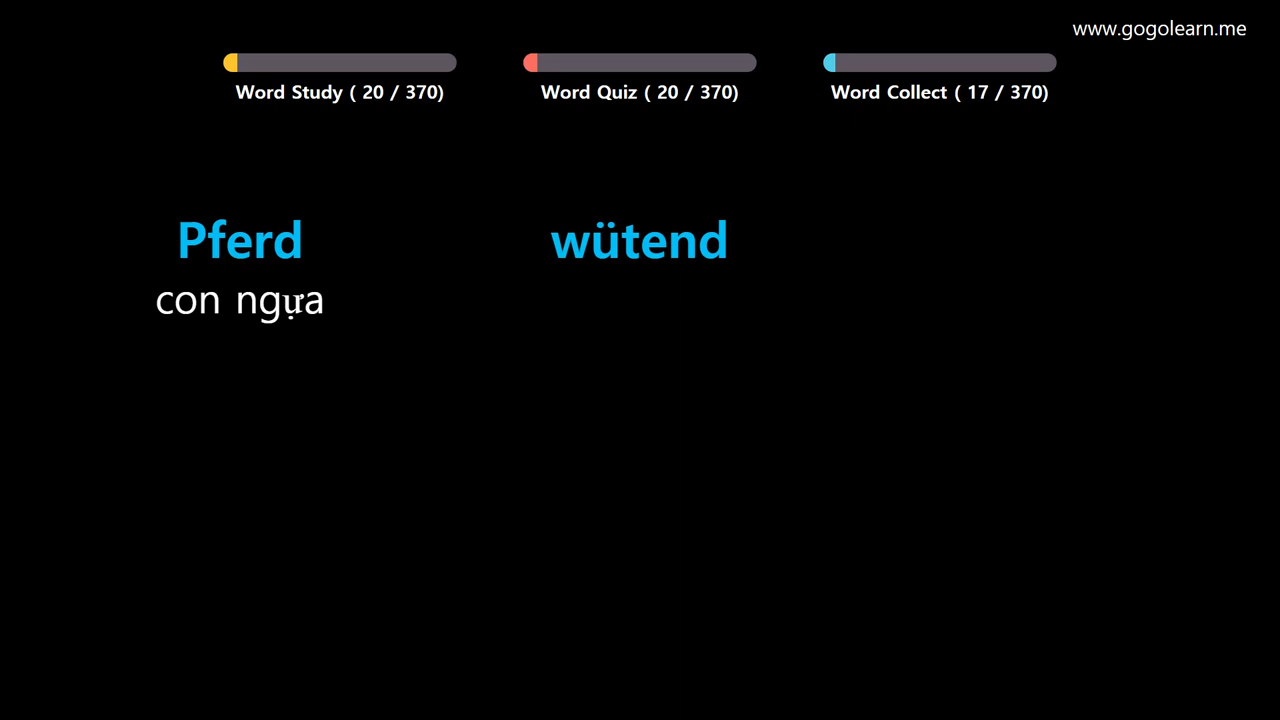 www.gogolearn.me
Word Study ( 20 / 370)
Word Quiz ( 20 / 370)
Word Collect ( 17 / 370)
Pferd
con ngựa
wütend